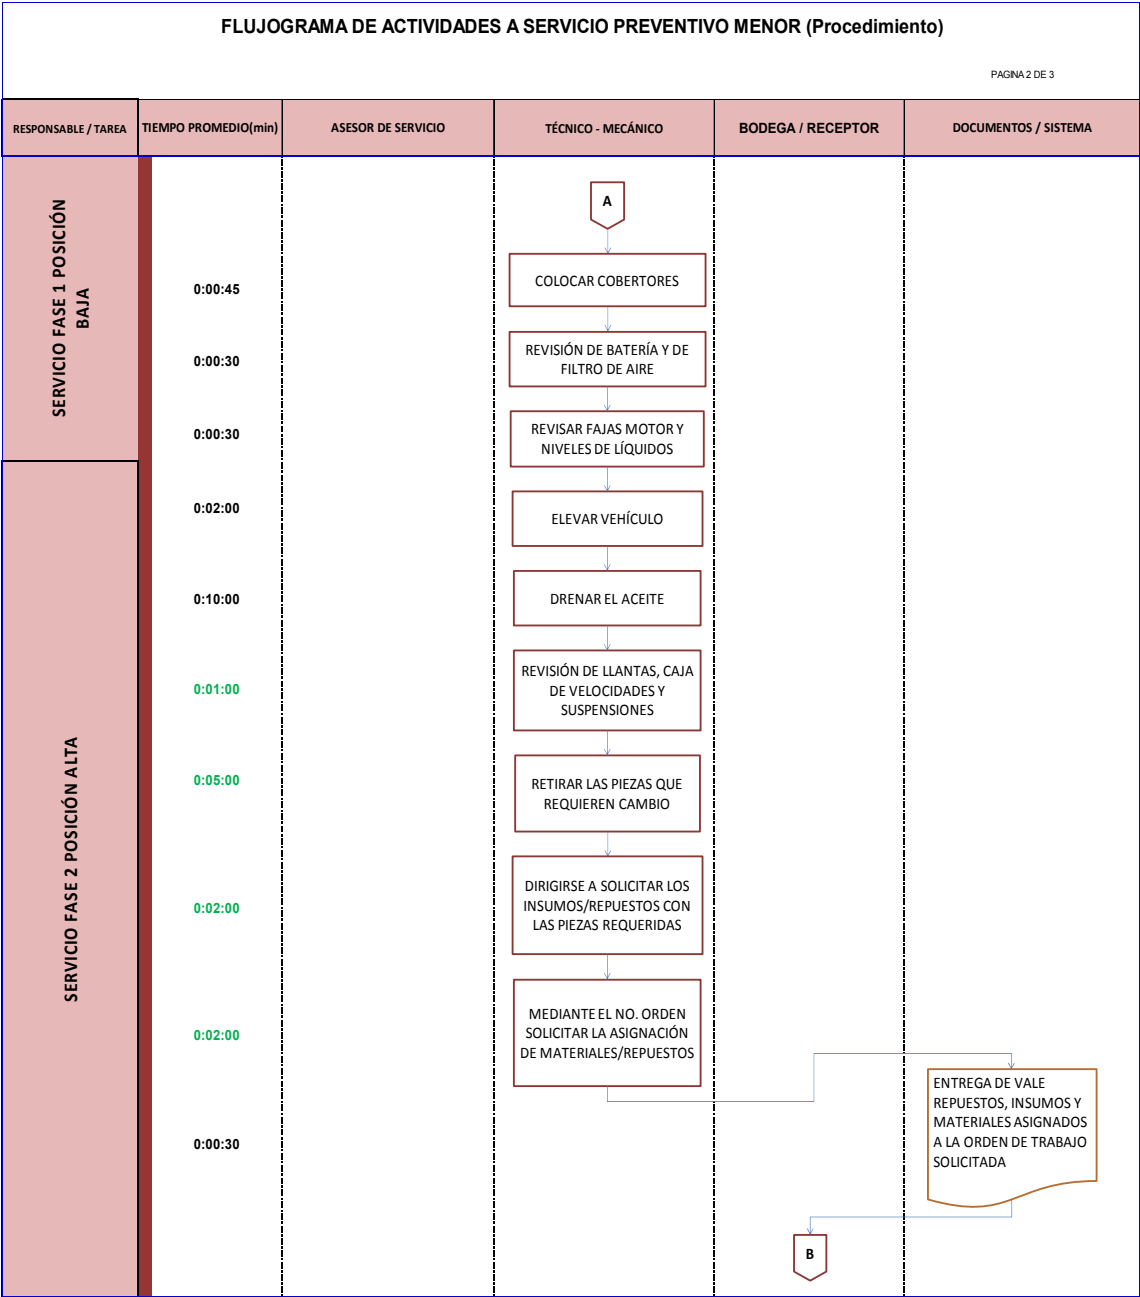 FLUJOGRAMA DE ACTIVIDADES A SERVICIO PREVENTIVO MENOR (Procedimiento)
PAGINA 2 DE 3
RESPONSABLE / TAREA
TIEMPO PROMEDIO(min)
ASESOR DE SERVICIO
TÉCNICO - MECÁNICO
BODEGA / RECEPTOR
DOCUMENTOS / SISTEMA
SERVICIO FASE 1 POSICIÓN
BAJA
A
0:00:45
COLOCAR COBERTORES
0:00:30
REVISIÓN DE BATERÍA Y DE
FILTRO DE AIRE
0:00:30
REVISAR FAJAS MOTOR Y
NIVELES DE LÍQUIDOS
SERVICIO FASE 2 POSICIÓN ALTA
0:02:00
ELEVAR VEHÍCULO
0:10:00
DRENAR EL ACEITE
0:01:00
REVISIÓN DE LLANTAS, CAJA
DE VELOCIDADES Y
SUSPENSIONES
0:05:00
RETIRAR LAS PIEZAS QUE
REQUIEREN CAMBIO
0:02:00
DIRIGIRSE A SOLICITAR LOS
INSUMOS/REPUESTOS CON
LAS PIEZAS REQUERIDAS
0:02:00
MEDIANTE EL NO. ORDEN
SOLICITAR LA ASIGNACIÓN
DE MATERIALES/REPUESTOS
0:00:30
ENTREGA DE VALE
REPUESTOS, INSUMOS Y
MATERIALES ASIGNADOS
A LA ORDEN DE TRABAJO
SOLICITADA
B